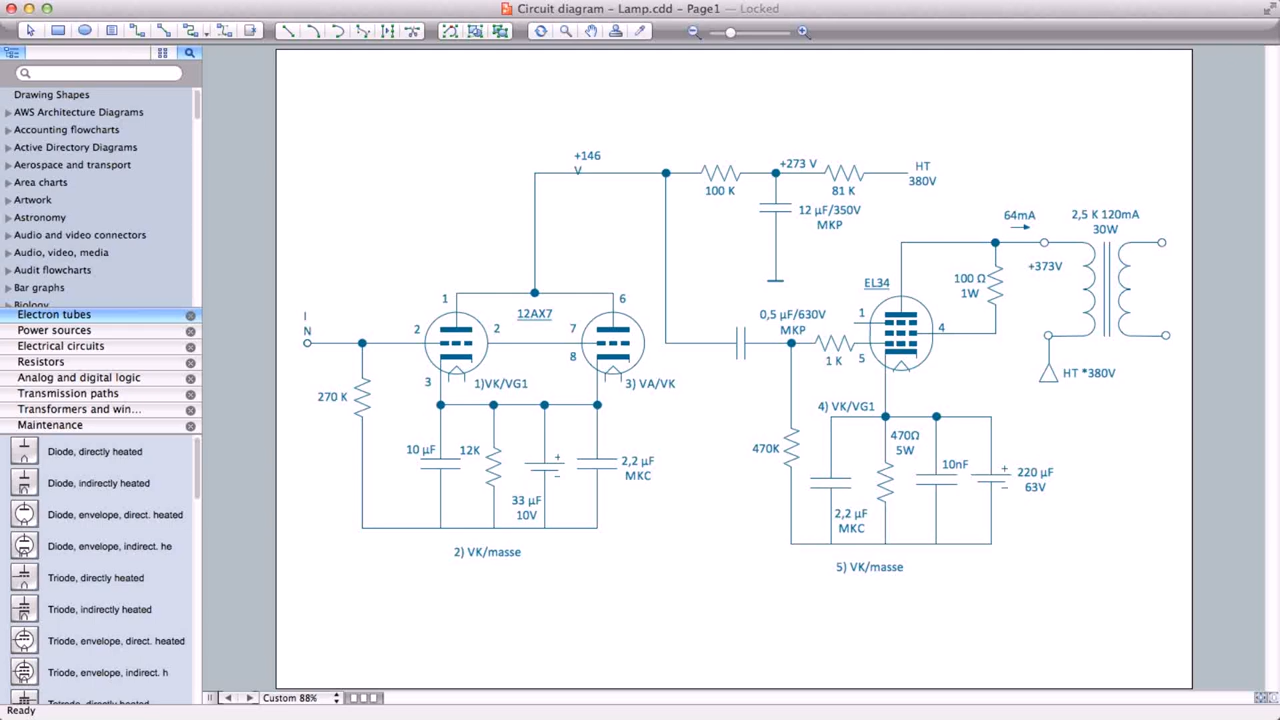 Circuit diagram – Lamp.cdd – Page1 – Locked
Drawing Shapes
AWS Architecture Diagrams
Accounting flowcharts
Active Directory Diagrams
Aerospace and transport
Area charts
Artwork
Astronomy
Audio and video connectors
Audio, video, media
Audit flowcharts
Bar graphs
Biology
Electron tubes
Power sources
Electrical circuits
Resistors
Analog and digital logic
Transmission paths
Transformers and win...
Maintenance
Diode, directly heated
Diode, indirectly heated
Diode, envelope, direct. heated
Diode, envelope, indirect. he
Triode, directly heated
Triode, indirectly heated
Triode, envelope, direct. heated
Triode, envelope, indirect. h
Tetrode, directly heated
Ready
Custom 88%
+146
V
100 K
+273 V
81 K
HT
380V
12 µF/350V
MKP
64mA
2,5 K 120mA
30W
+373V
100 Ω
1W
EL34
1
4
5
1
6
12AX7
I
N
2
2
7
8
3
1)VK/VG1
3) VA/VK
0,5 µF/630V
MKP
1 K
HT *380V
270 K
10 µF
12K
+
–
33 µF
10V
2,2 µF
MKC
2) VK/masse
4) VK/VG1
470K
470Ω
5W
10nF
+
–
220 µF
63V
2,2 µF
MKC
5) VK/masse